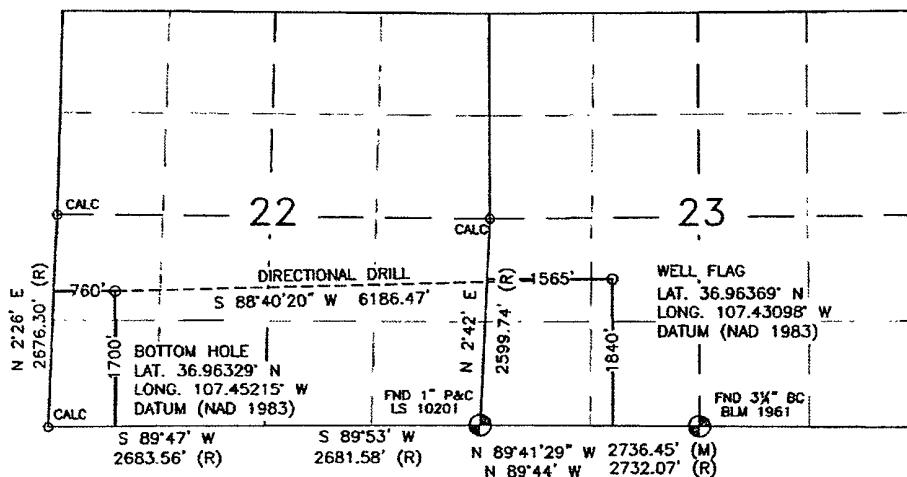 CALC
22
CALC
23
N 2°26' E
2676.30' (R)
760'
DIRECTIONAL DRILL
S 88°40'20" W 6186.47'
N 2°42' E
2599.74' (R)
1565'
WELL FLAG
LAT. 36.96369° N
LONG. 107.43098° W
DATUM (NAD 1983)
1700'
BOTTOM HOLE
LAT. 36.96329° N
LONG. 107.45215° W
DATUM (NAD 1983)
1840'
FND 1" P&C
LS 10201
FND 3¼" BC
BLM 1961
CALC
S 89°47' W
2683.56' (R)
S 89°53' W
2681.58' (R)
N 89°41'29" W 2736.45' (M)
N 89°44' W 2732.07' (R)